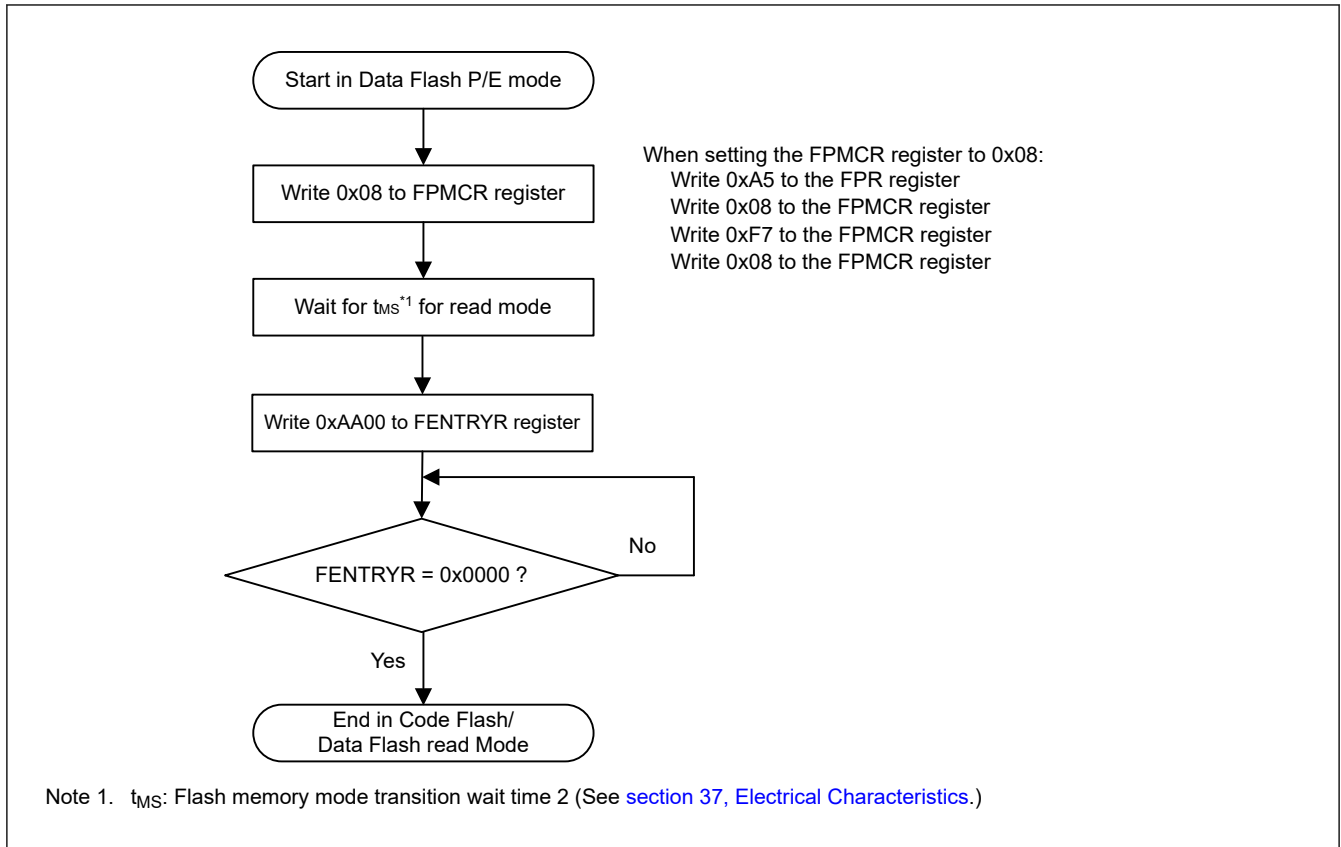 Start in Data Flash P/E mode
Write 0x08 to FPMCR register
When setting the FPMCR register to 0x08:
Write 0xA5 to the FPR register
Write 0x08 to the FPMCR register
Write 0xF7 to the FPMCR register
Write 0x08 to the FPMCR register
Wait for tMS*1 for read mode
Write 0xAA00 to FENTRYR register
No
FENTRYR = 0x0000 ?
Yes
End in Code Flash/
Data Flash read Mode
Note 1. tMS: Flash memory mode transition wait time 2 (See section 37, Electrical Characteristics.)